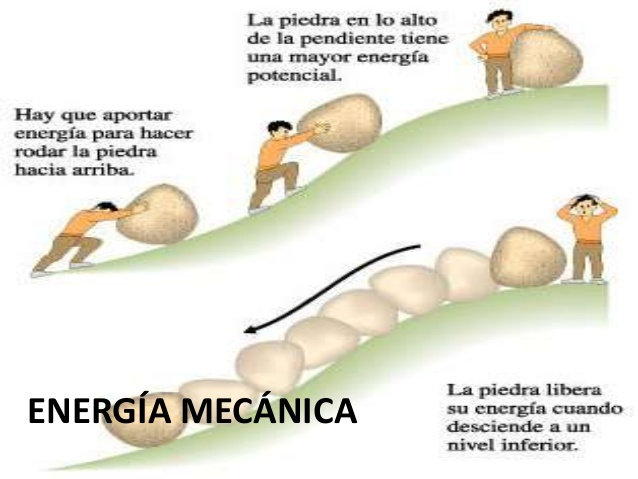 La piedra en lo alto
de la pendiente tiene
una mayor energía
potencial.
Hay que aportar
energía para hacer
rodar la piedra
hacia arriba.
ENERGÍA MECÁNICA
La piedra libera
su energía cuando
desciende a un
nivel inferior.